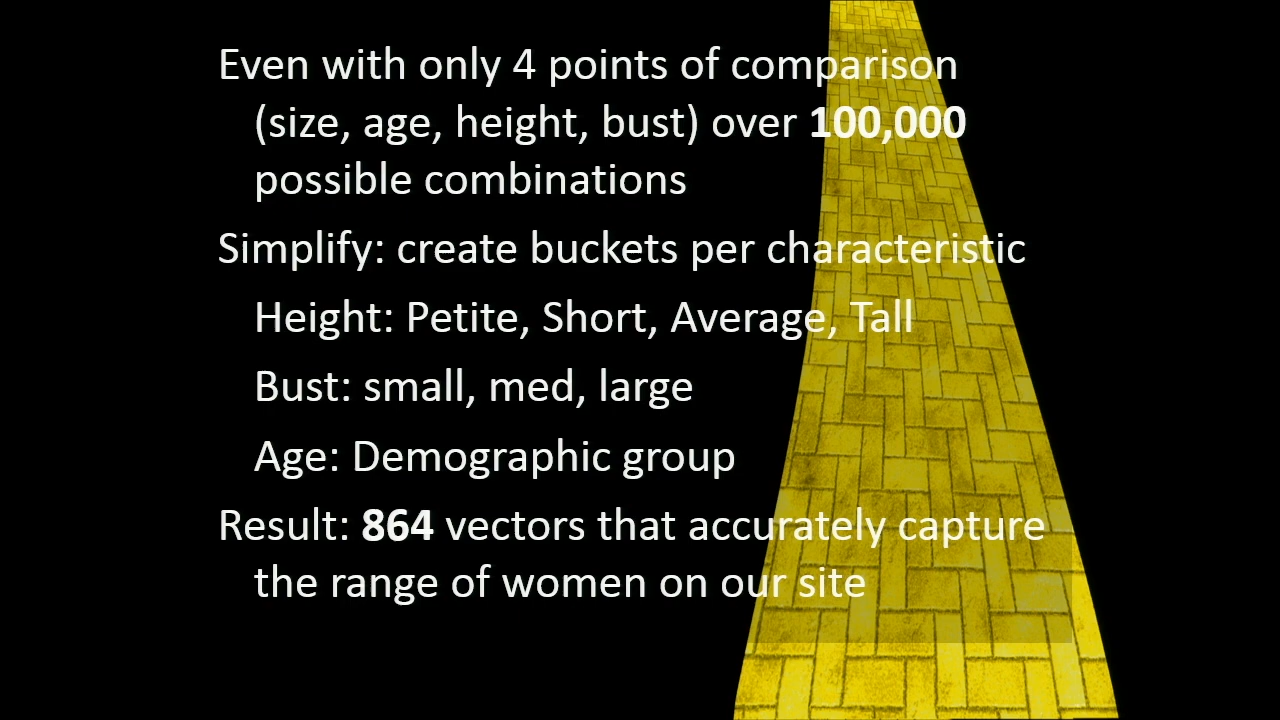 Even with only 4 points of comparison
(size, age, height, bust) over 100,000
possible combinations
Simplify: create buckets per characteristic
Height: Petite, Short, Average, Tall
Bust: small, med, large
Age: Demographic group
Result: 864 vectors that accurately capture
the range of women on our site